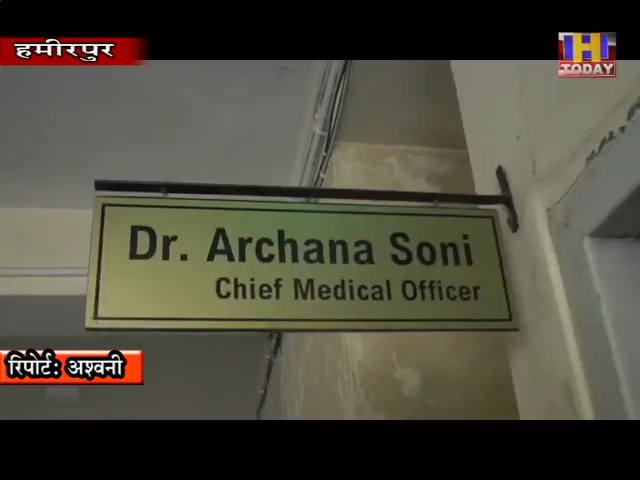 हमीरपुर
H
TODAY
Dr. Archana Soni
Chief Medical Officer
रिपोर्ट: अश्वनी